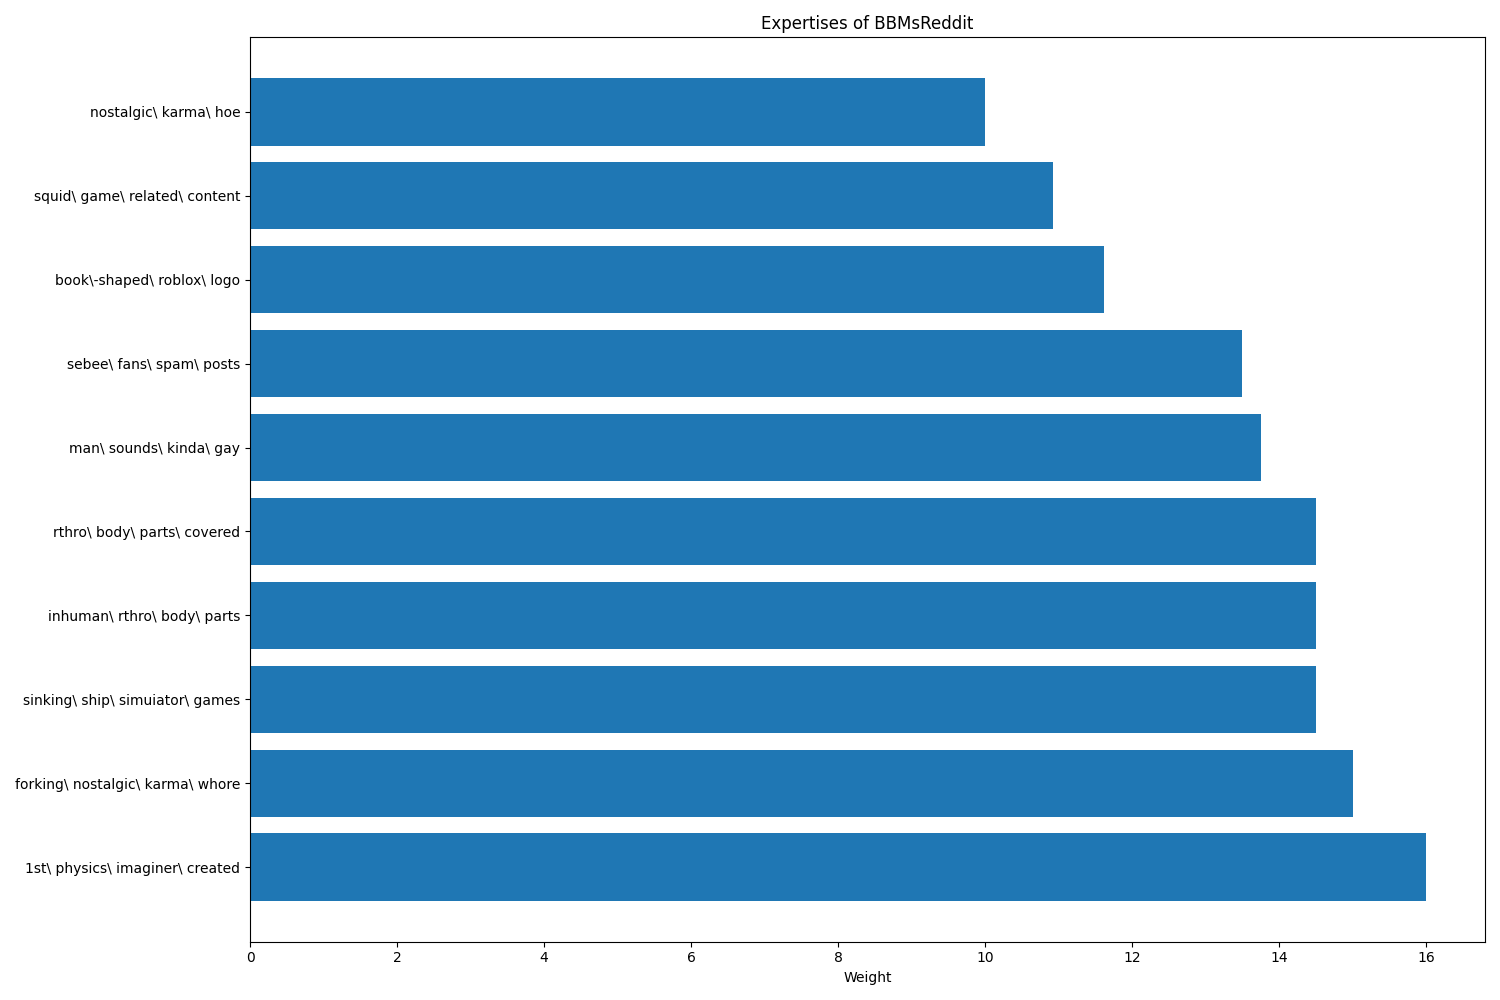 Expertises of BBMsReddit
nostalgic\ karma\ hoe
squid\ game\ related\ content
book\-shaped\ roblox\ logo
sebee\ fans\ spam\ posts
man\ sounds\ kinda\ gay
rthro\ body\ parts\ covered
inhuman\ rthro\ body\ parts
sinking\ ship\ simuiator\ games
forking\ nostalgic\ karma\ whore
1st\ physics\ imaginer\ created
0 2 4 6 8 10 12 14 16
Weight